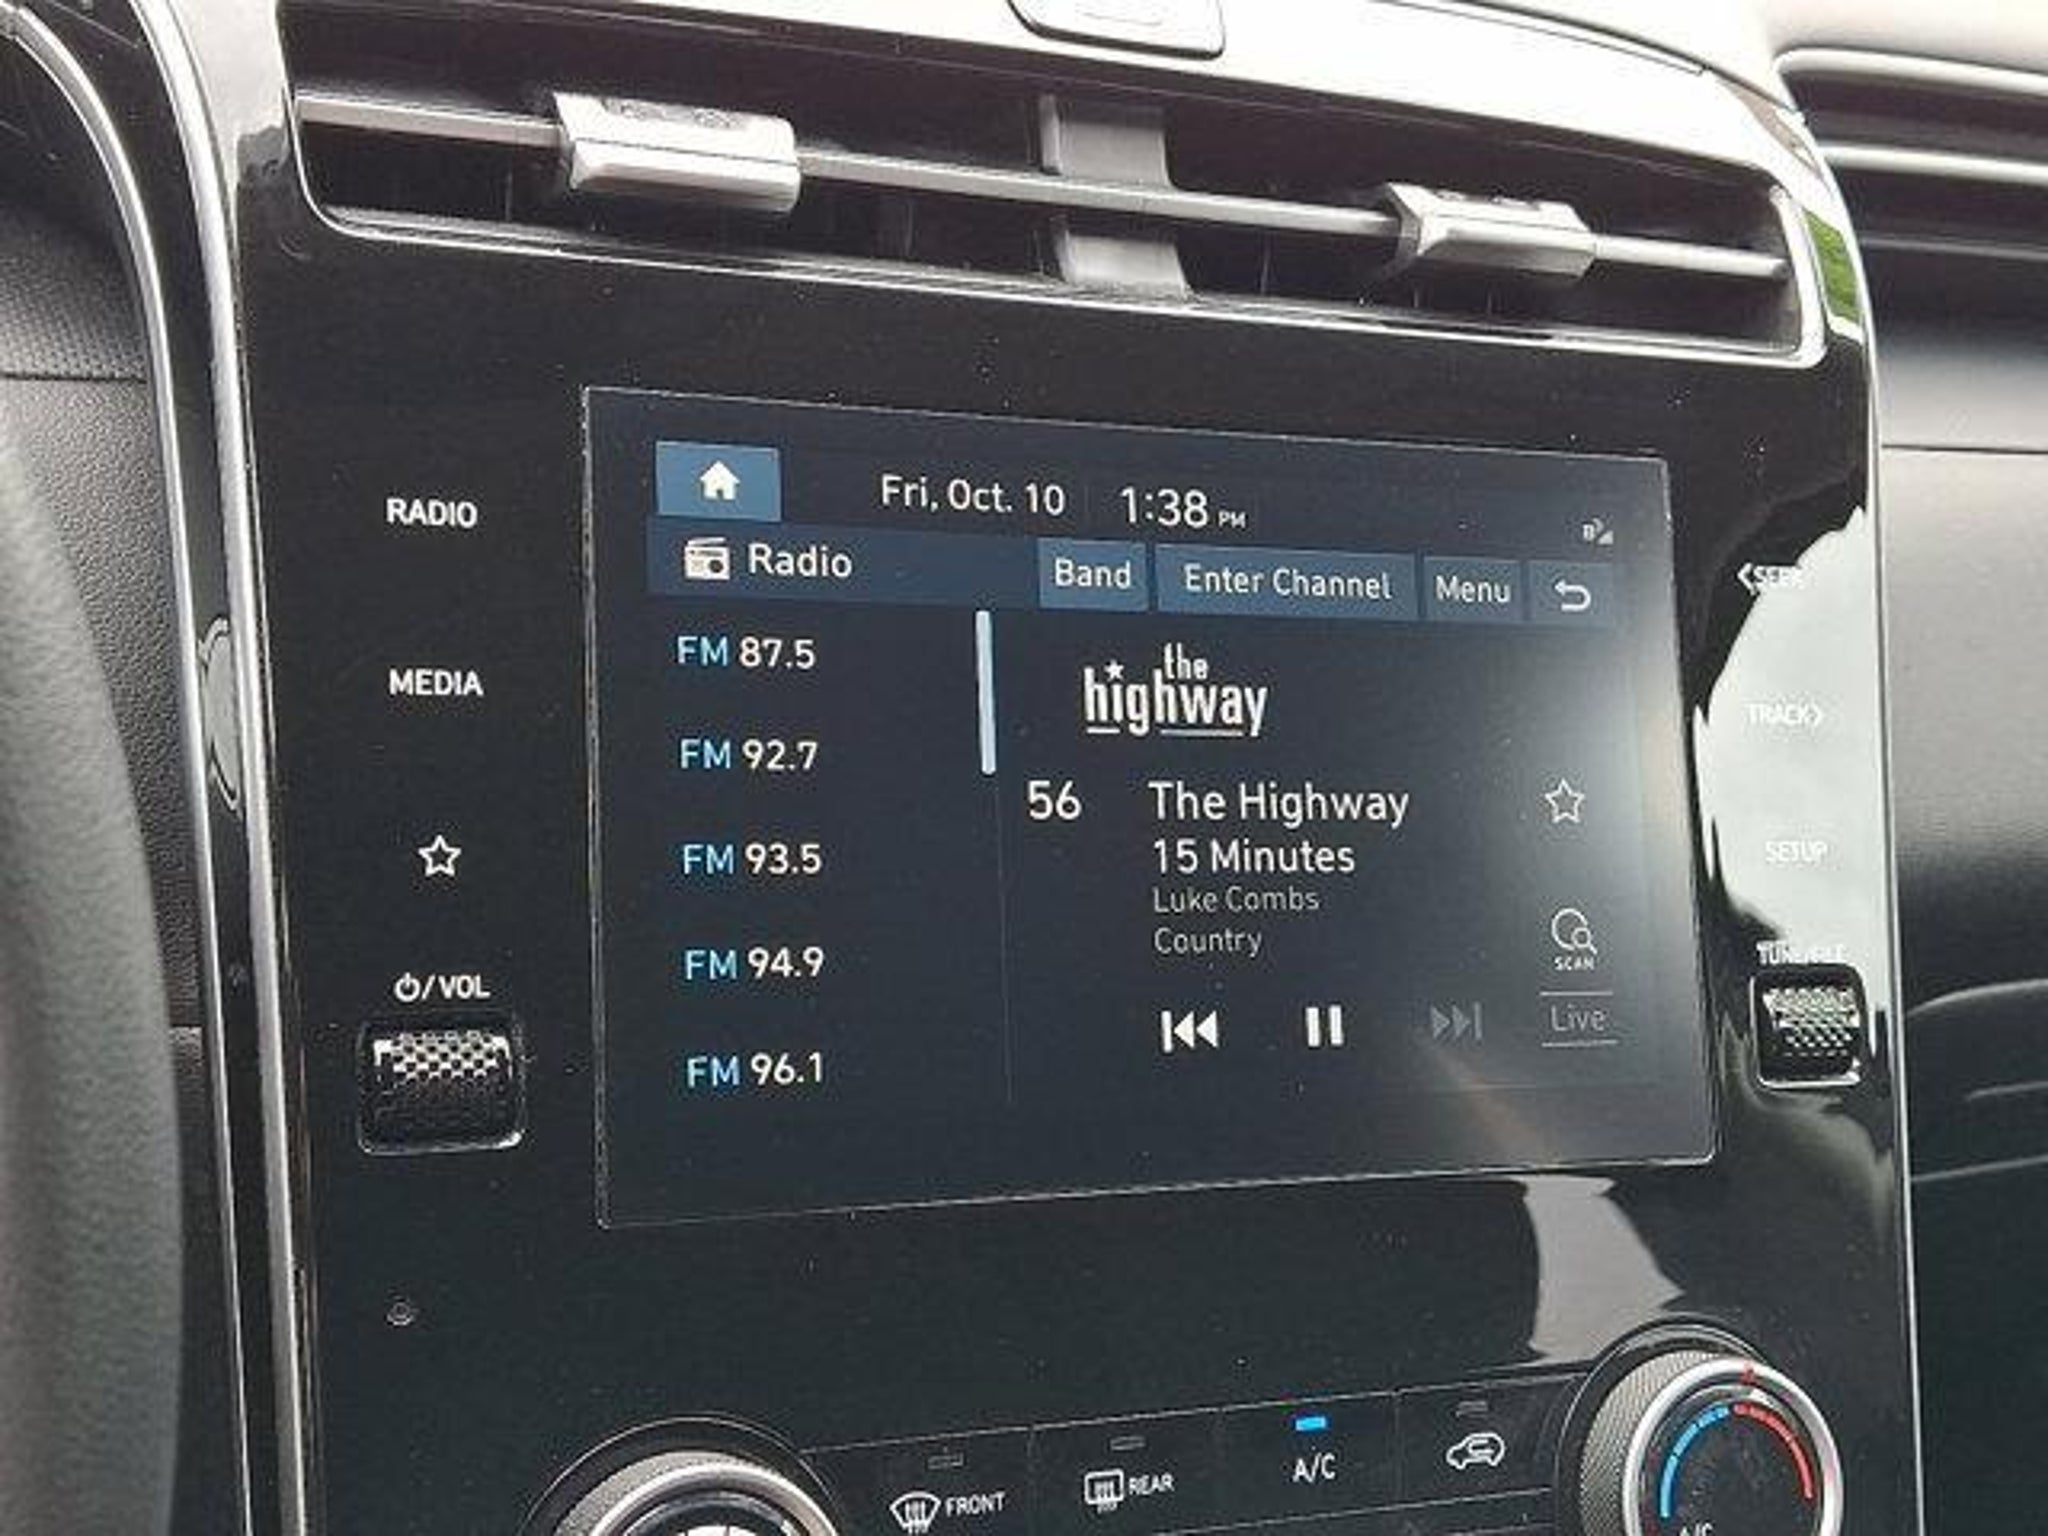 RADIO
MEDIA
/VOL
Fri, Oct. 10 1:38 PM
Radio
Band
Enter Channel
Menu
FM 87.5
FM 92.7
FM 93.5
FM 94.9
FM 96.1
the
highway
56 The Highway
15 Minutes
Luke Combs
Country
SCAN
Live
<SEEK
TRACK>
SETUP
FRONT
REAR
A/C
A/C